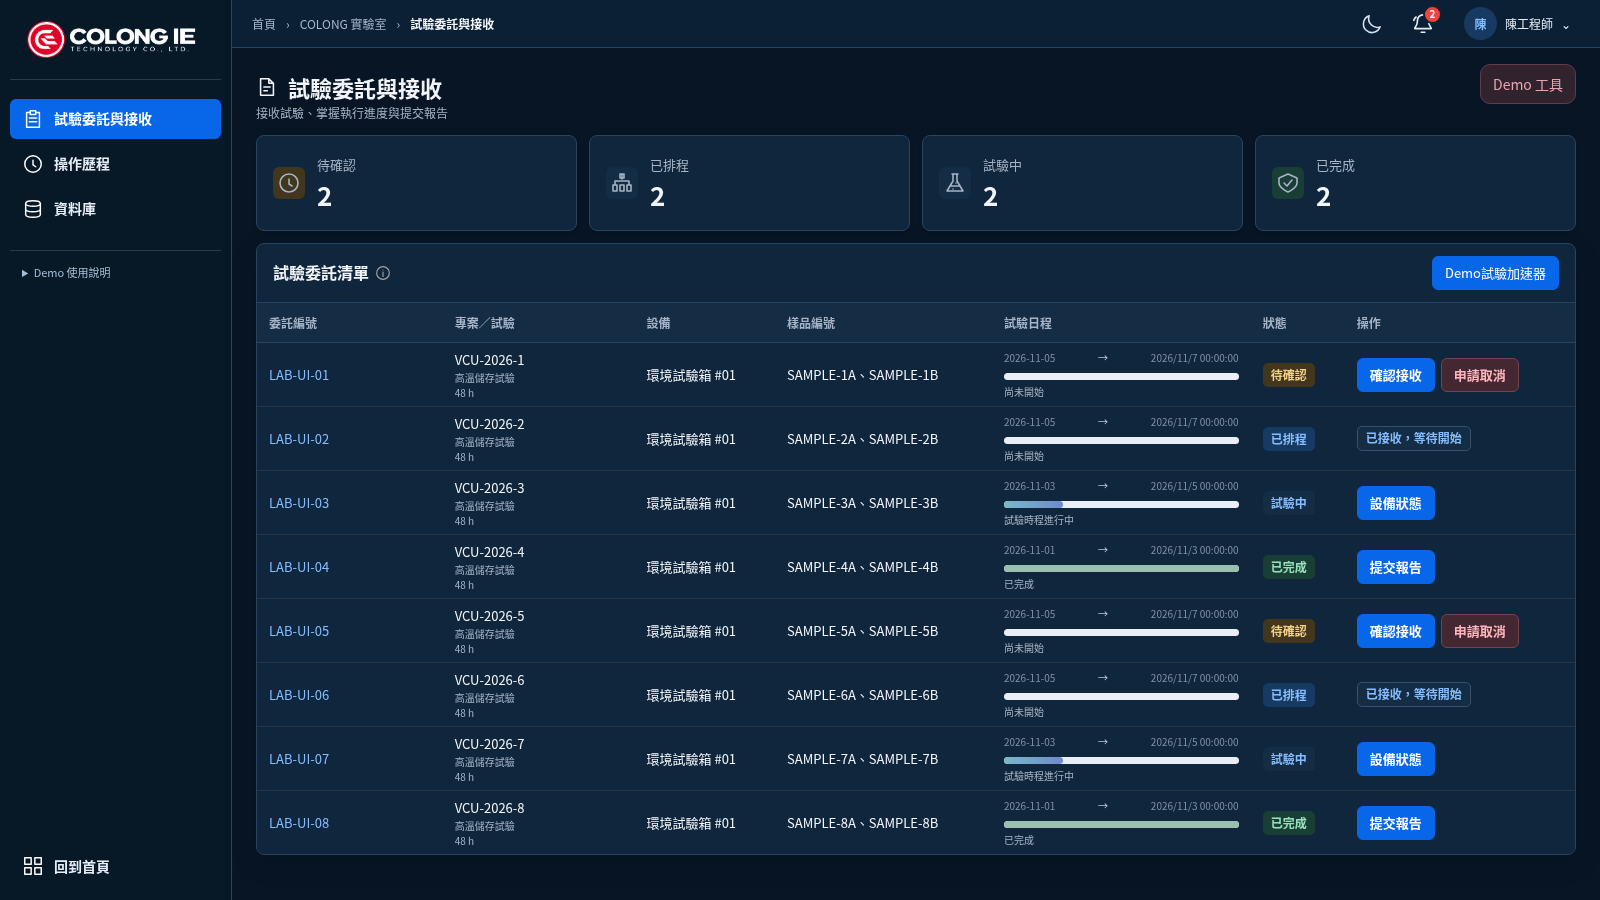 COLONG IE
TECHNOLOGY CO., LTD.
試驗委託與接收
操作歷程
資料庫
Demo 使用說明
回到首頁
首頁 › COLONG 實驗室 › 試驗委託與接收
2
陳 陳工程師
試驗委託與接收
接收試驗、掌握執行進度與提交報告
Demo 工具
待確認
2
已排程
2
試驗中
2
已完成
2
試驗委託清單
Demo試驗加速器
委託編號 專案／試驗 設備 樣品編號 試驗日程 狀態 操作
LAB-UI-01 VCU-2026-1 高溫儲存試驗 48 h 環境試驗箱 #01 SAMPLE-1A、SAMPLE-1B 2026-11-05 → 2026/11/7 00:00:00 尚未開始 待確認 確認接收 申請取消
LAB-UI-02 VCU-2026-2 高溫儲存試驗 48 h 環境試驗箱 #01 SAMPLE-2A、SAMPLE-2B 2026-11-05 → 2026/11/7 00:00:00 尚未開始 已排程 已接收，等待開始
LAB-UI-03 VCU-2026-3 高溫儲存試驗 48 h 環境試驗箱 #01 SAMPLE-3A、SAMPLE-3B 2026-11-03 → 2026/11/5 00:00:00 試驗時程進行中 試驗中 設備狀態
LAB-UI-04 VCU-2026-4 高溫儲存試驗 48 h 環境試驗箱 #01 SAMPLE-4A、SAMPLE-4B 2026-11-01 → 2026/11/3 00:00:00 已完成 已完成 提交報告
LAB-UI-05 VCU-2026-5 高溫儲存試驗 48 h 環境試驗箱 #01 SAMPLE-5A、SAMPLE-5B 2026-11-05 → 2026/11/7 00:00:00 尚未開始 待確認 確認接收 申請取消
LAB-UI-06 VCU-2026-6 高溫儲存試驗 48 h 環境試驗箱 #01 SAMPLE-6A、SAMPLE-6B 2026-11-05 → 2026/11/7 00:00:00 尚未開始 已排程 已接收，等待開始
LAB-UI-07 VCU-2026-7 高溫儲存試驗 48 h 環境試驗箱 #01 SAMPLE-7A、SAMPLE-7B 2026-11-03 → 2026/11/5 00:00:00 試驗時程進行中 試驗中 設備狀態
LAB-UI-08 VCU-2026-8 高溫儲存試驗 48 h 環境試驗箱 #01 SAMPLE-8A、SAMPLE-8B 2026-11-01 → 2026/11/3 00:00:00 已完成 已完成 提交報告